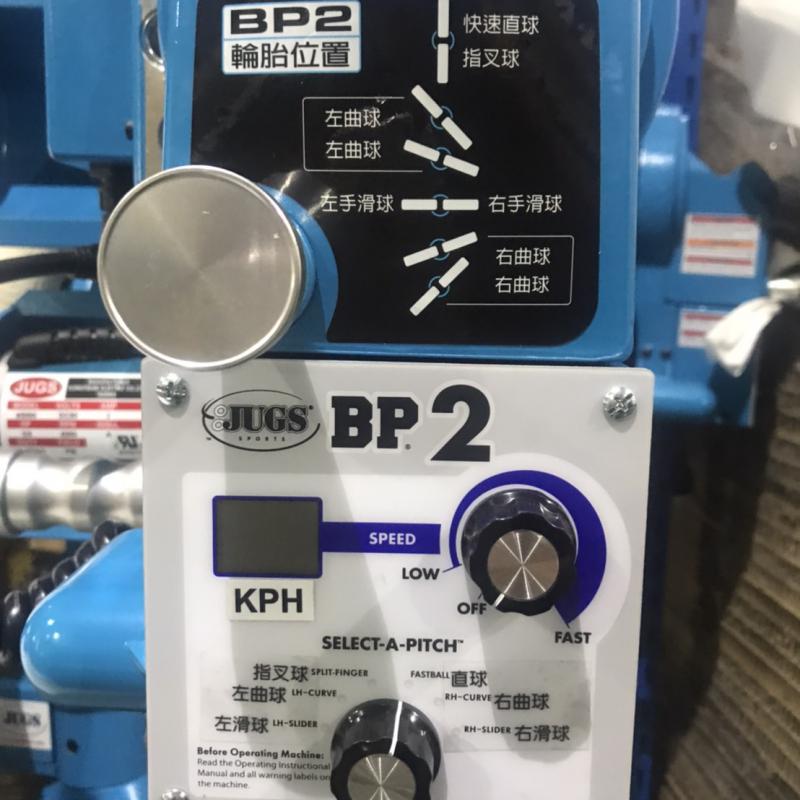 BP2
輪胎位置
快速直球
指叉球
左曲球
左曲球
左手滑球 右手滑球
右曲球
右曲球
JUGS
JUGS SPORTS BP.2
SPEED
KPH
LOW
OFF
FAST
SELECT-A-PITCH™
指叉球 SPLIT-FINGER FASTBALL 直球
左曲球 LH-CURVE RH-CURVE 右曲球
左滑球 LH-SLIDER RH-SLIDER 右滑球
JUGS
Before Operating Machine:
Read the Operating Instructional
Manual and all warning labels on
the machine.